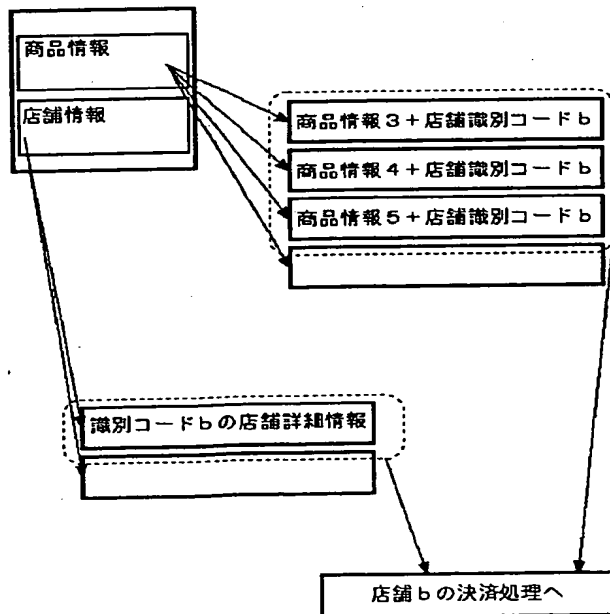 商品情報
店舗情報
商品情報3+店舗識別コードb
商品情報4+店舗識別コードb
商品情報5+店舗識別コードb
識別コードbの店舗詳細情報
店舗bの決済処理へ